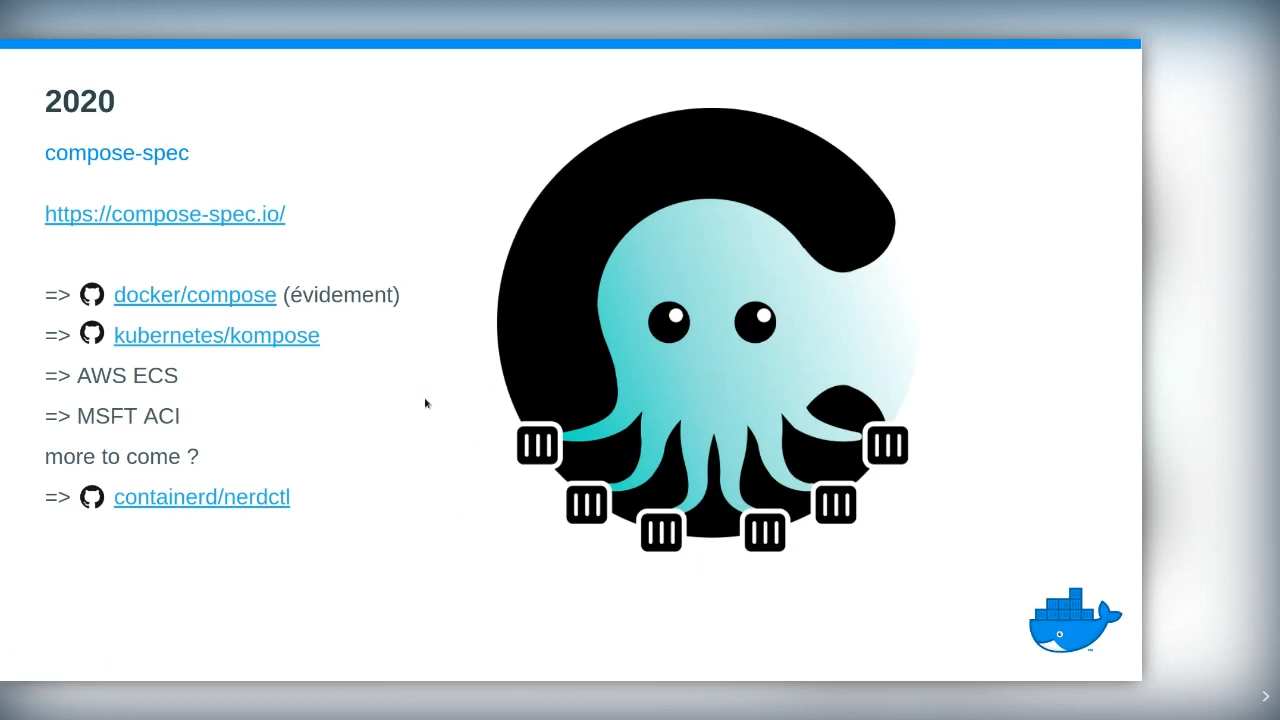 2020
compose-spec
https://compose-spec.io/
=> docker/compose (évidement)
=> kubernetes/kompose
=> AWS ECS
=> MSFT ACI
more to come ?
=> containerd/nerdctl